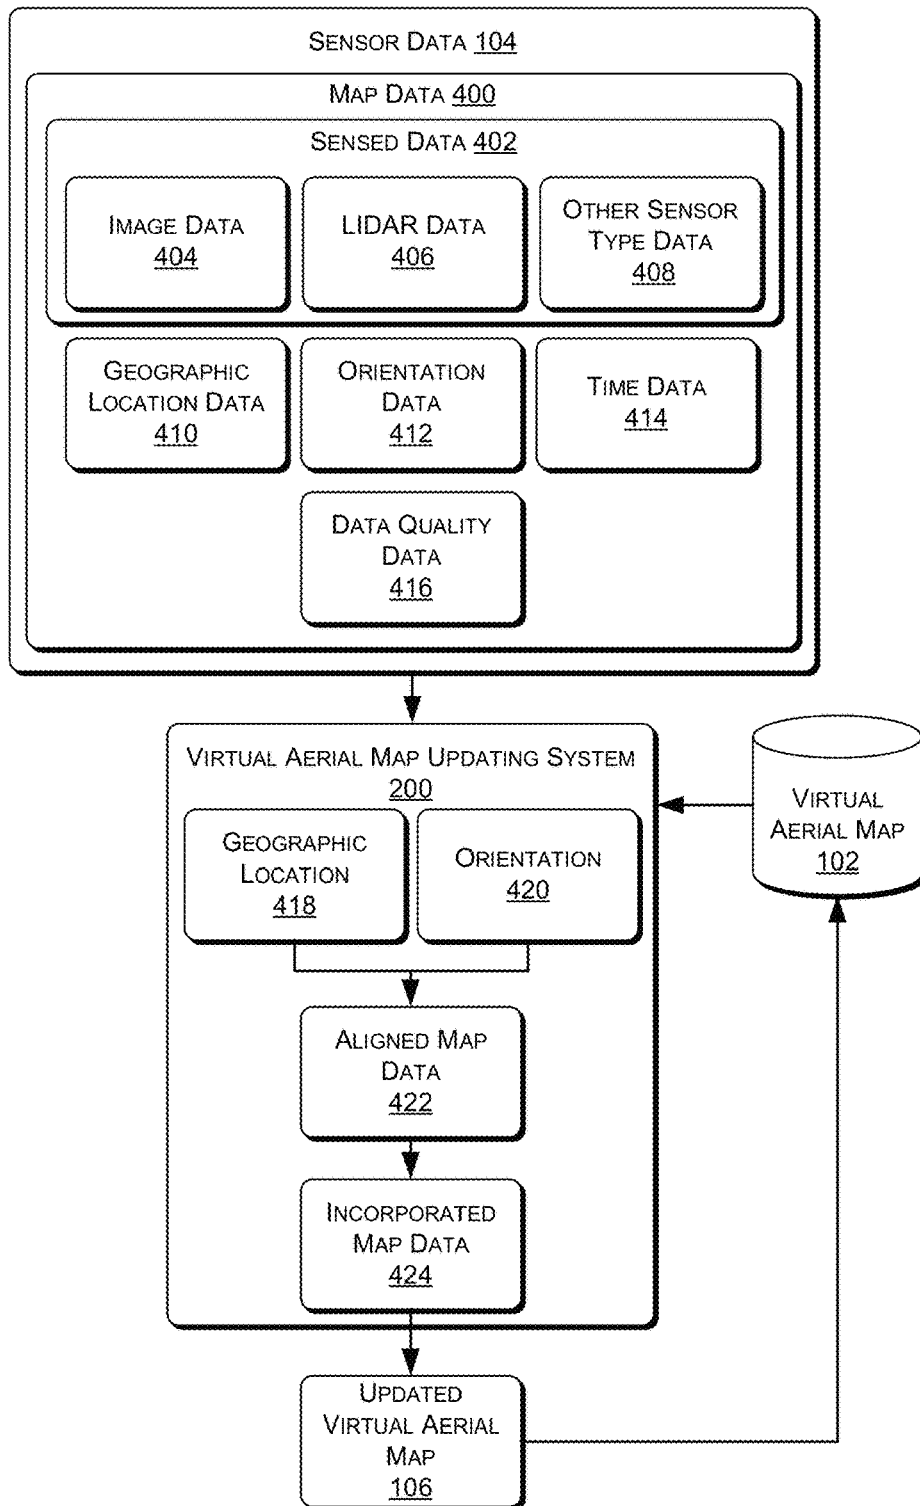 SENSOR DATA 104
MAP DATA 400
SENSED DATA 402
IMAGE DATA
404
LIDAR DATA
406
OTHER SENSOR
TYPE DATA
408
GEOGRAPHIC
LOCATION DATA
410
ORIENTATION
DATA
412
TIME DATA
414
DATA QUALITY
DATA
416
VIRTUAL AERIAL MAP UPDATING SYSTEM
200
GEOGRAPHIC
LOCATION
418
ORIENTATION
420
VIRTUAL
AERIAL MAP
102
ALIGNED MAP
DATA
422
INCORPORATED
MAP DATA
424
UPDATED
VIRTUAL AERIAL
MAP
106